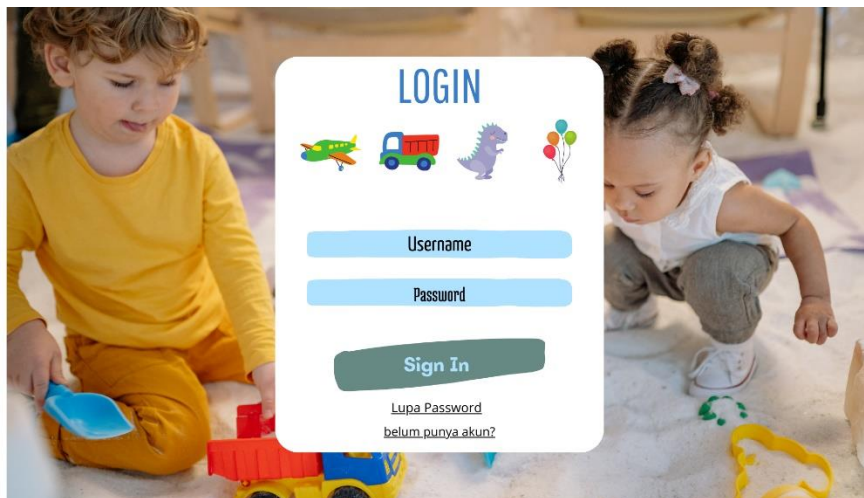 LOGIN
Username
Password
Sign In
Lupa Password
belum punya akun?